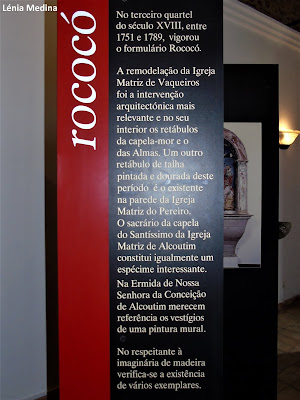 Lénia Medina
rococó
No terceiro quartel
do século XVIII, entre
1751 e 1789, vigorou
o formulário Rococó.
A remodelação da Igreja
Matriz de Vaqueiros
foi a intervenção
arquitectónica mais
relevante e no seu
interior os retábulos
da capela-mor e o
das Almas. Um outro
retábulo de talha
pintada e dourada deste
período é o existente
na parede da Igreja
Matriz do Pereiro.
O sacrário da capela
do Santíssimo da Igreja
Matriz de Alcoutim
constitui igualmente um
espécime interessante.
Na Ermida de Nossa
Senhora da Conceição
de Alcoutim merecem
referência os vestígios
de uma pintura mural.
No respeitante à
imaginária de madeira
verifica-se a existência
de vários exemplares.